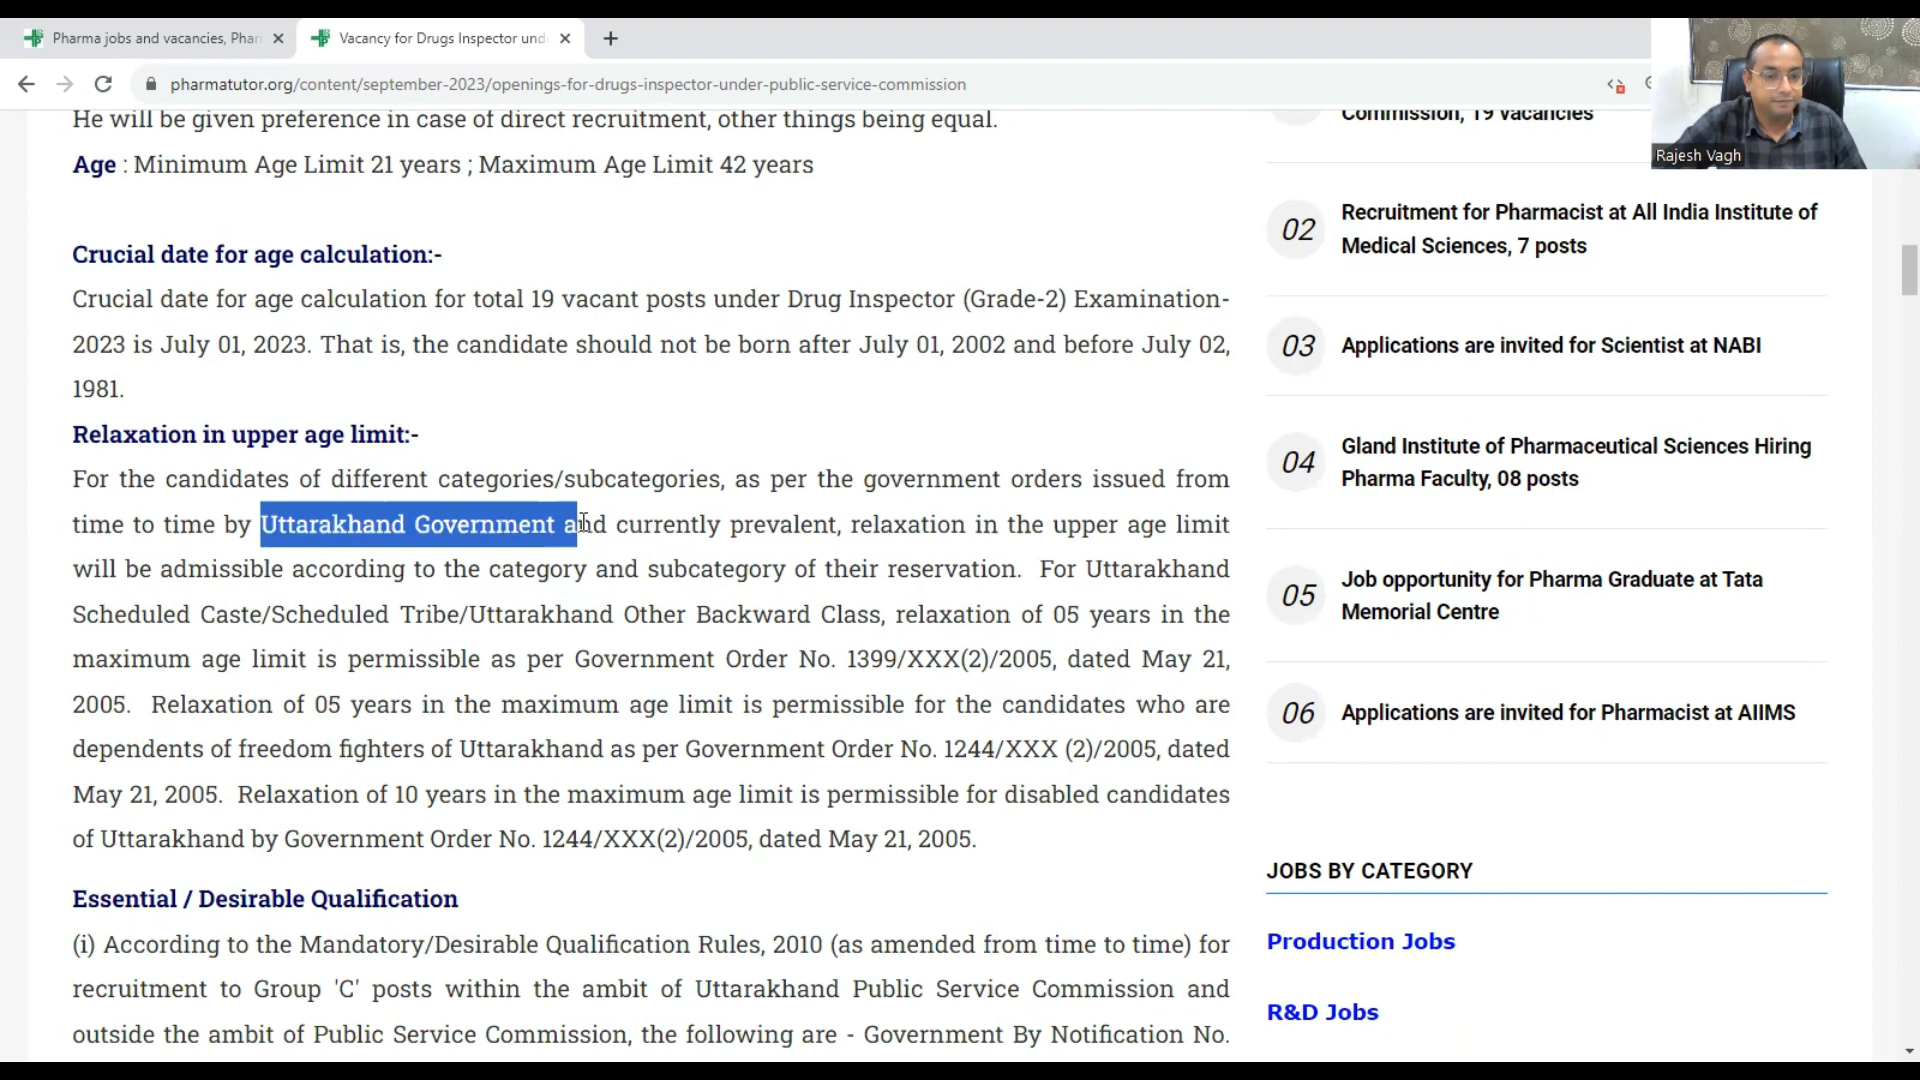 Pharma jobs and vacancies, Phar
Vacancy for Drugs Inspector und
pharmatutor.org/content/september-2023/openings-for-drugs-inspector-under-public-service-commission
Rajesh Vagh
He will be given preference in case of direct recruitment, other things being equal.
Age : Minimum Age Limit 21 years ; Maximum Age Limit 42 years
Crucial date for age calculation:-
Crucial date for age calculation for total 19 vacant posts under Drug Inspector (Grade-2) Examination-
2023 is July 01, 2023. That is, the candidate should not be born after July 01, 2002 and before July 02,
1981.
Relaxation in upper age limit:-
For the candidates of different categories/subcategories, as per the government orders issued from
time to time by Uttarakhand Government and currently prevalent, relaxation in the upper age limit
will be admissible according to the category and subcategory of their reservation. For Uttarakhand
Scheduled Caste/Scheduled Tribe/Uttarakhand Other Backward Class, relaxation of 05 years in the
maximum age limit is permissible as per Government Order No. 1399/XXX(2)/2005, dated May 21,
2005. Relaxation of 05 years in the maximum age limit is permissible for the candidates who are
dependents of freedom fighters of Uttarakhand as per Government Order No. 1244/XXX (2)/2005, dated
May 21, 2005. Relaxation of 10 years in the maximum age limit is permissible for disabled candidates
of Uttarakhand by Government Order No. 1244/XXX(2)/2005, dated May 21, 2005.
Essential / Desirable Qualification
(i) According to the Mandatory/Desirable Qualification Rules, 2010 (as amended from time to time) for
recruitment to Group 'C' posts within the ambit of Uttarakhand Public Service Commission and
outside the ambit of Public Service Commission, the following are - Government By Notification No.
Commission, 19 vacancies
02
Recruitment for Pharmacist at All India Institute of
Medical Sciences, 7 posts
03
Applications are invited for Scientist at NABI
04
Gland Institute of Pharmaceutical Sciences Hiring
Pharma Faculty, 08 posts
05
Job opportunity for Pharma Graduate at Tata
Memorial Centre
06
Applications are invited for Pharmacist at AIIMS
JOBS BY CATEGORY
Production Jobs
R&D Jobs